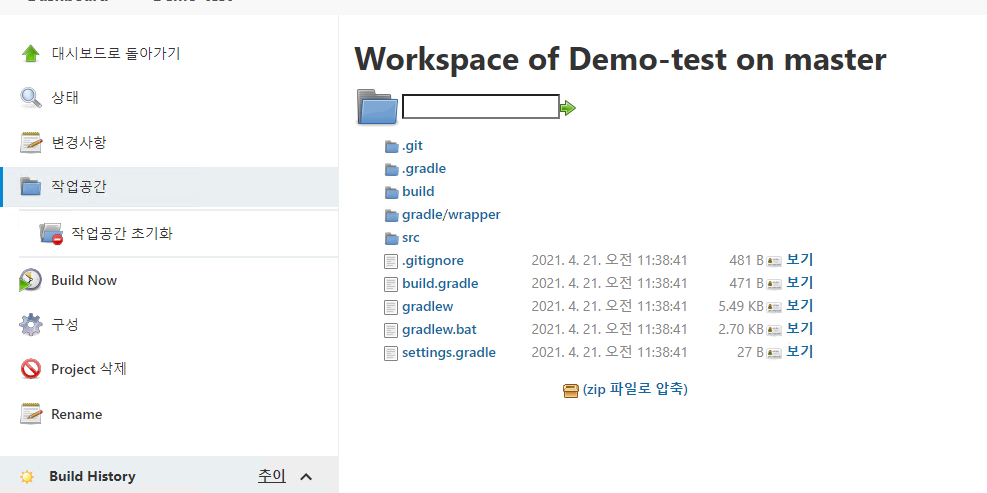 Dashboard Demo-test
대시보드로 돌아가기
상태
변경사항
작업공간
작업공간 초기화
Build Now
구성
Project 삭제
Rename
Build History 추이
Workspace of Demo-test on master
.git
.gradle
build
gradle/wrapper
src
.gitignore 2021. 4. 21. 오전 11:38:41 481 B 보기
build.gradle 2021. 4. 21. 오전 11:38:41 471 B 보기
gradlew 2021. 4. 21. 오전 11:38:41 5.49 KB 보기
gradlew.bat 2021. 4. 21. 오전 11:38:41 2.70 KB 보기
settings.gradle 2021. 4. 21. 오전 11:38:41 27 B 보기
(zip 파일로 압축)